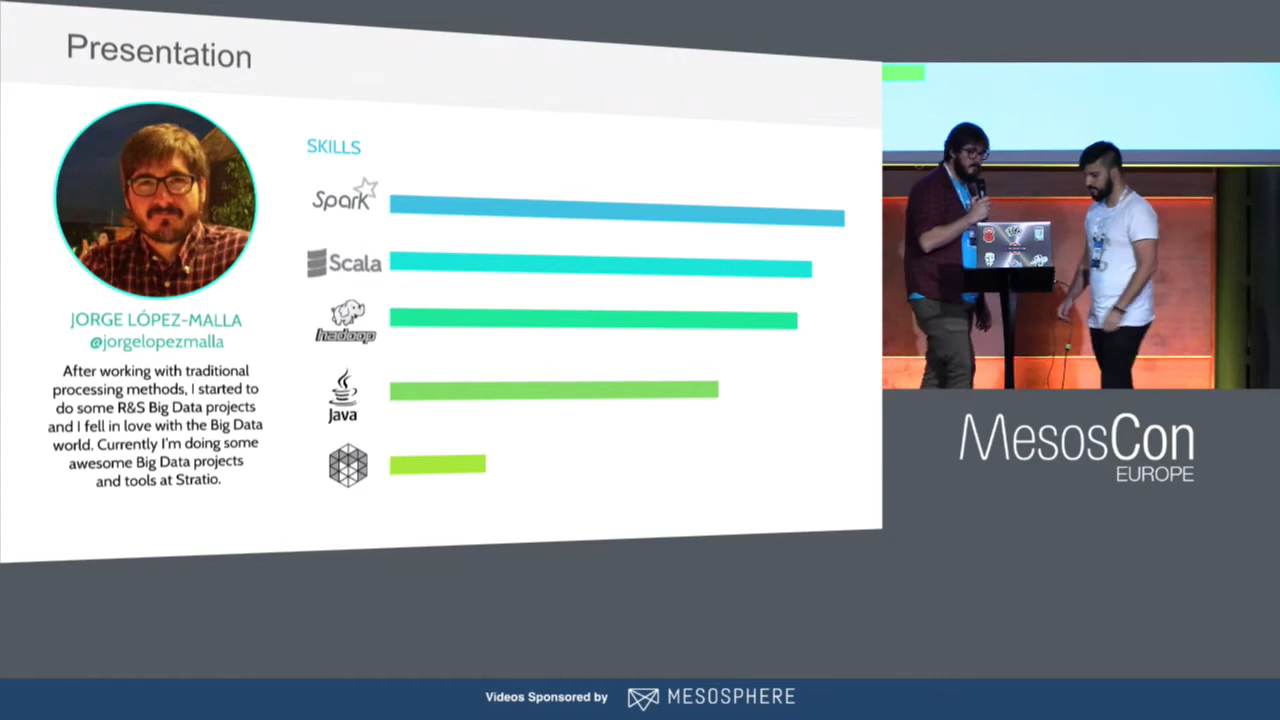 Presentation
SKILLS
Spark
Scala
hadoop
Java
JORGE LÓPEZ-MALLA
@jorgelopezmalla
After working with traditional
processing methods, I started to
do some R&S Big Data projects
and I fell in love with the Big Data
world. Currently I'm doing some
awesome Big Data projects
and tools at Stratio.
MesosCon
EUROPE
Videos Sponsored by MESOSPHERE